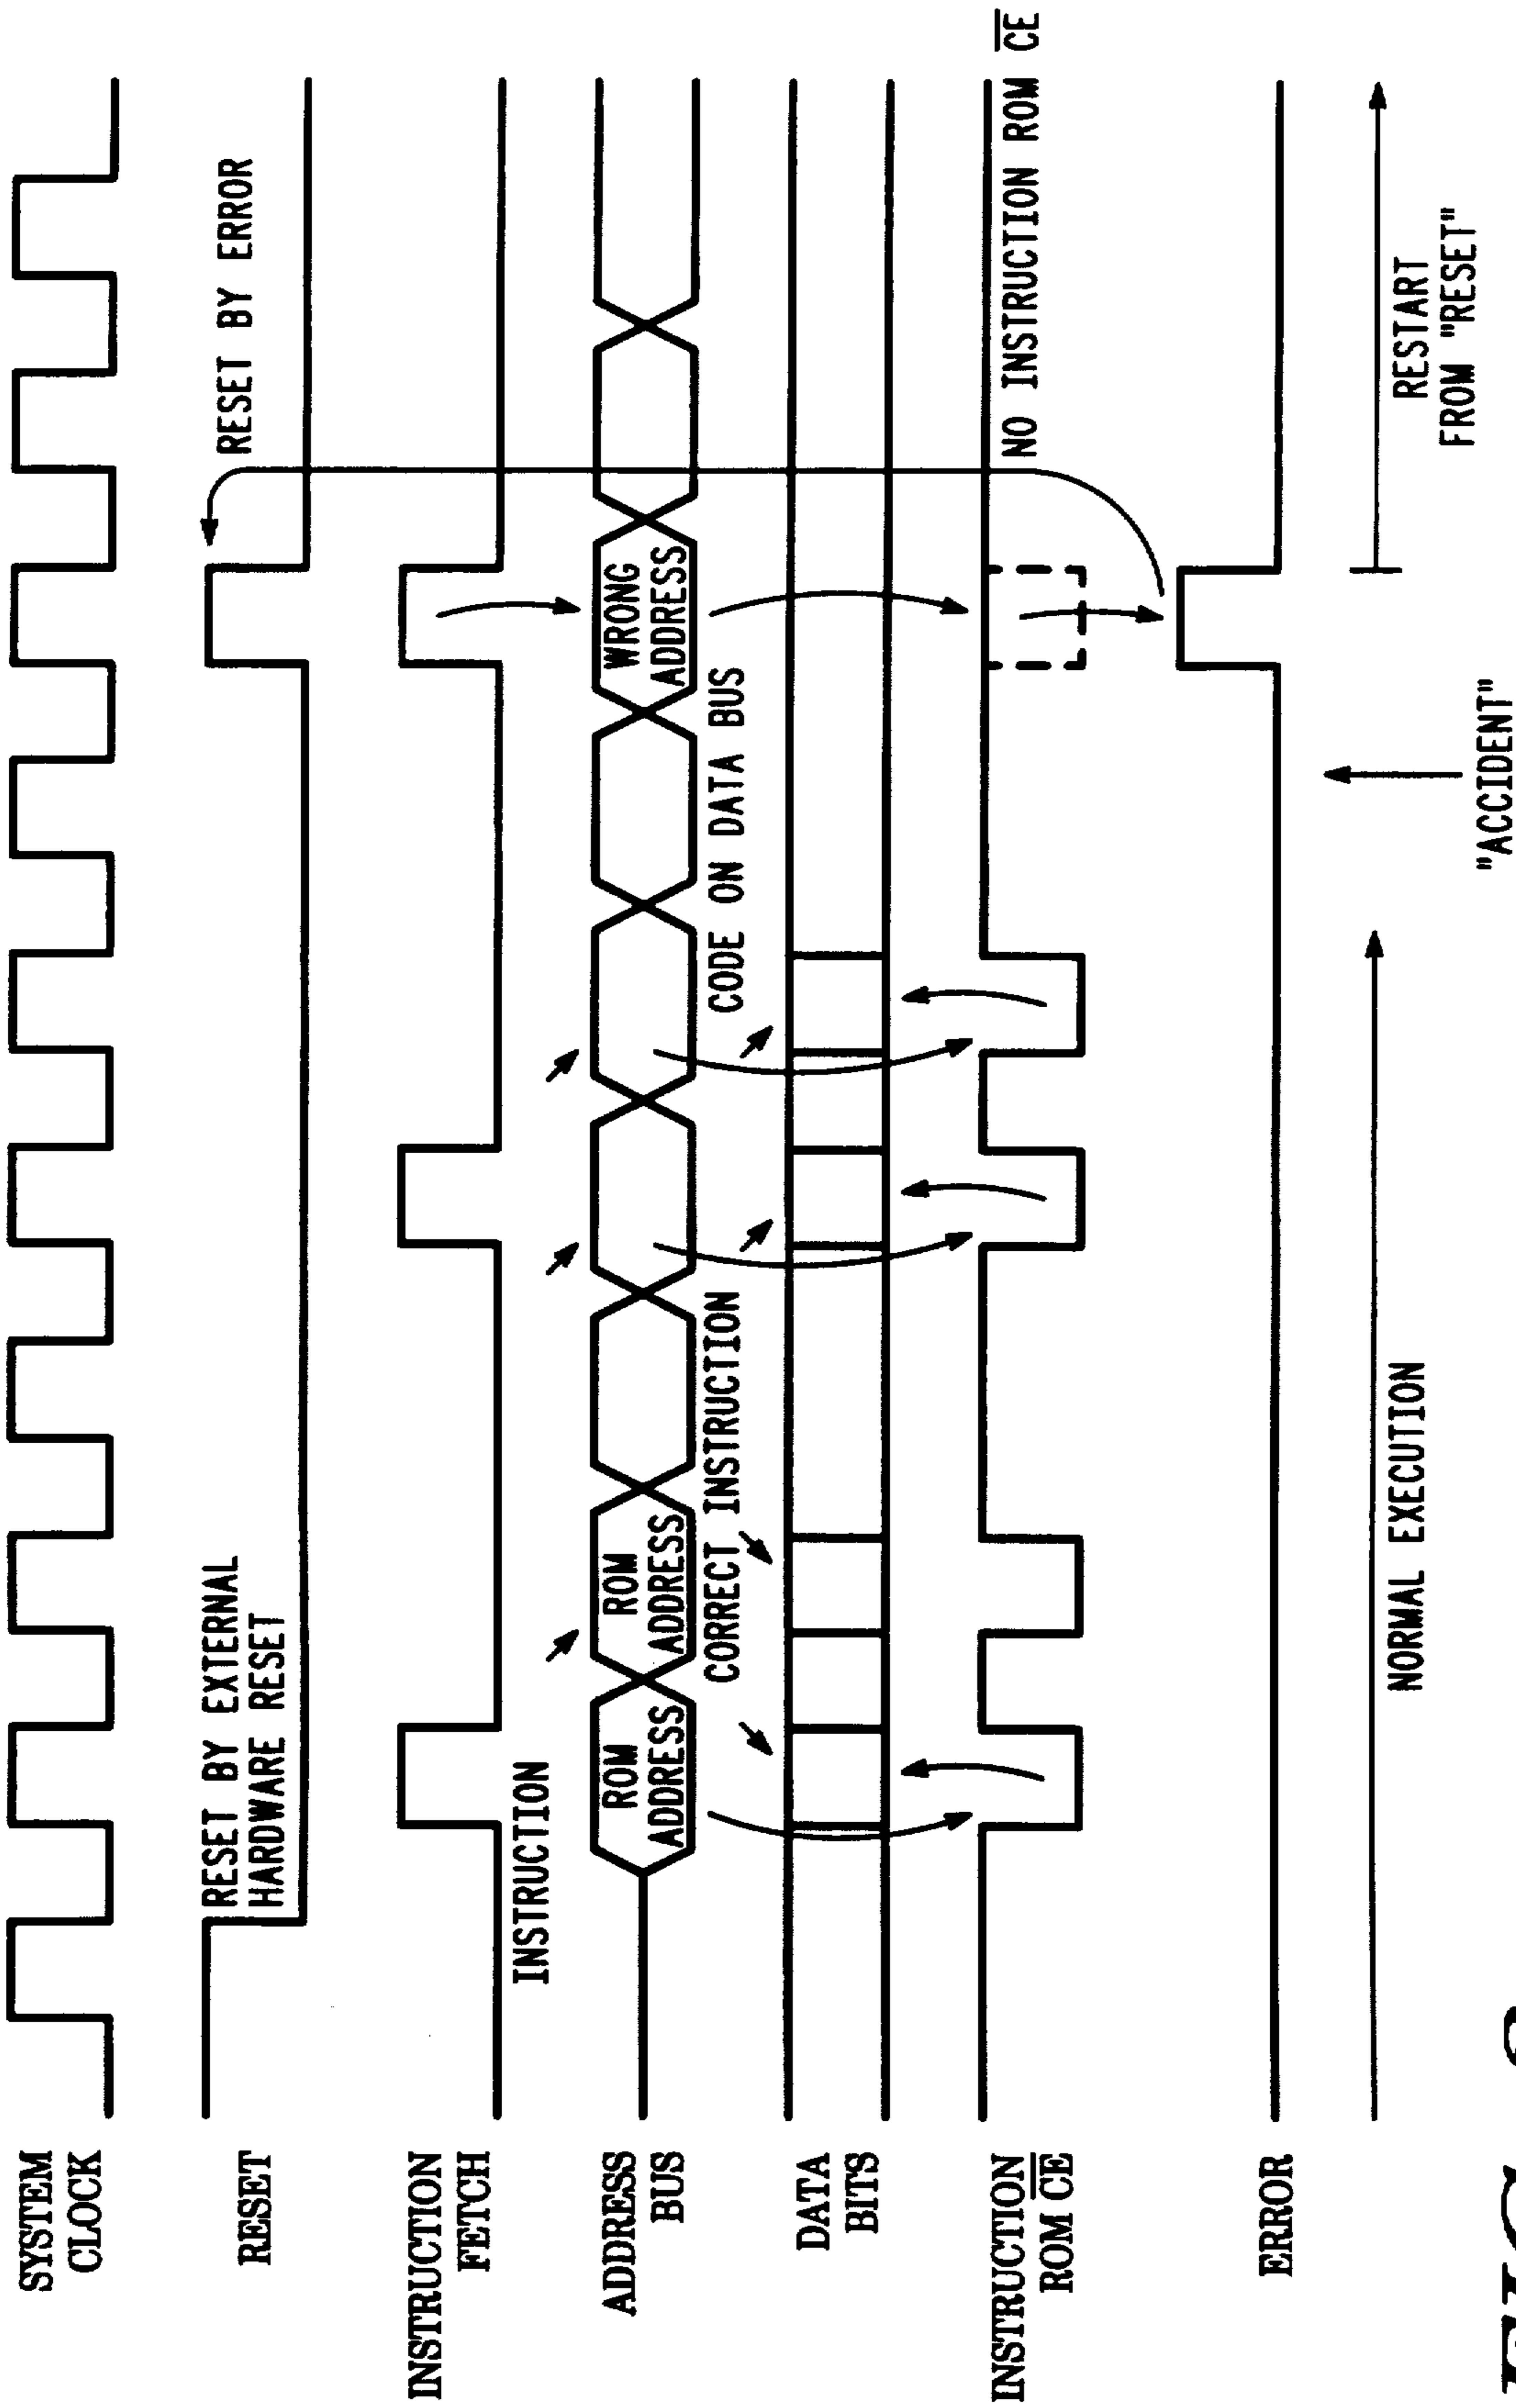 SYSTEM
CLOCK
RESET BY EXTERNAL
HARDWARE RESET
RESET BY ERROR
RESET
INSTRUCTION
FETCH
INSTRUCTION
ROM
ADDRESS
ROM
ADDRESS
WRONG
ADDRESS
ADDRESS
BUS
CORRECT INSTRUCTION
CODE ON DATA BUS
DATA
BITS
INSTRUCTION
ROM C̅E̅
NO INSTRUCTION ROM C̅E̅
ERROR
NORMAL EXECUTION
"ACCIDENT"
RESTART
FROM "RESET"